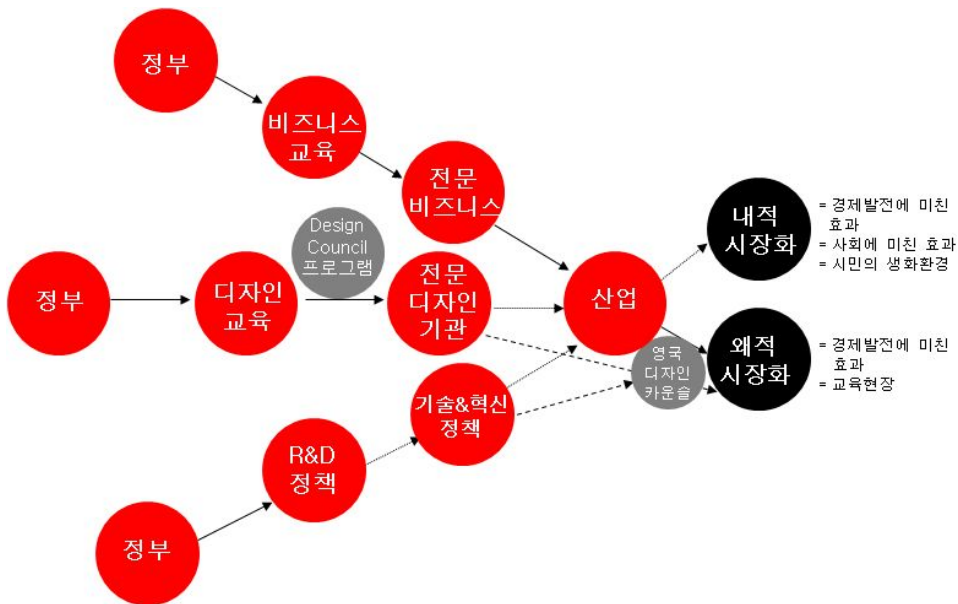 정부
비즈니스
교육
전문
비즈니스
Design
Council
프로그램
정부
디자인
교육
전문
디자인
기관
산업
내적
시장화
= 경제발전에 미친
효과
= 사회에 미친 효과
= 시민의 생화환경
영국
디자인
카운슬
왜적
시장화
= 경제발전에 미친
효과
= 교육현장
기술&혁신
정책
R&D
정책
정부